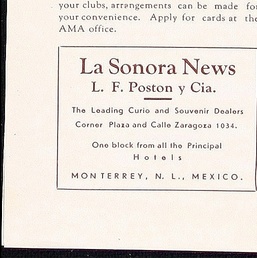 your clubs, arrangements can be made for
your convenience. Apply for cards at the
AMA office.
La Sonora News
L. F. Poston y Cia.
The Leading Curio and Souvenir Dealers
Corner Plaza and Calle Zaragoza 1034.
One block from all the Principal
Hotels
MONTERREY, N. L., MEXICO.